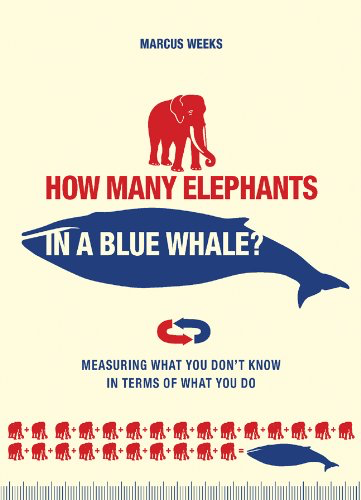 MARCUS WEEKS
HOW MANY ELEPHANTS
IN A BLUE WHALE?
MEASURING WHAT YOU DON'T KNOW
IN TERMS OF WHAT YOU DO